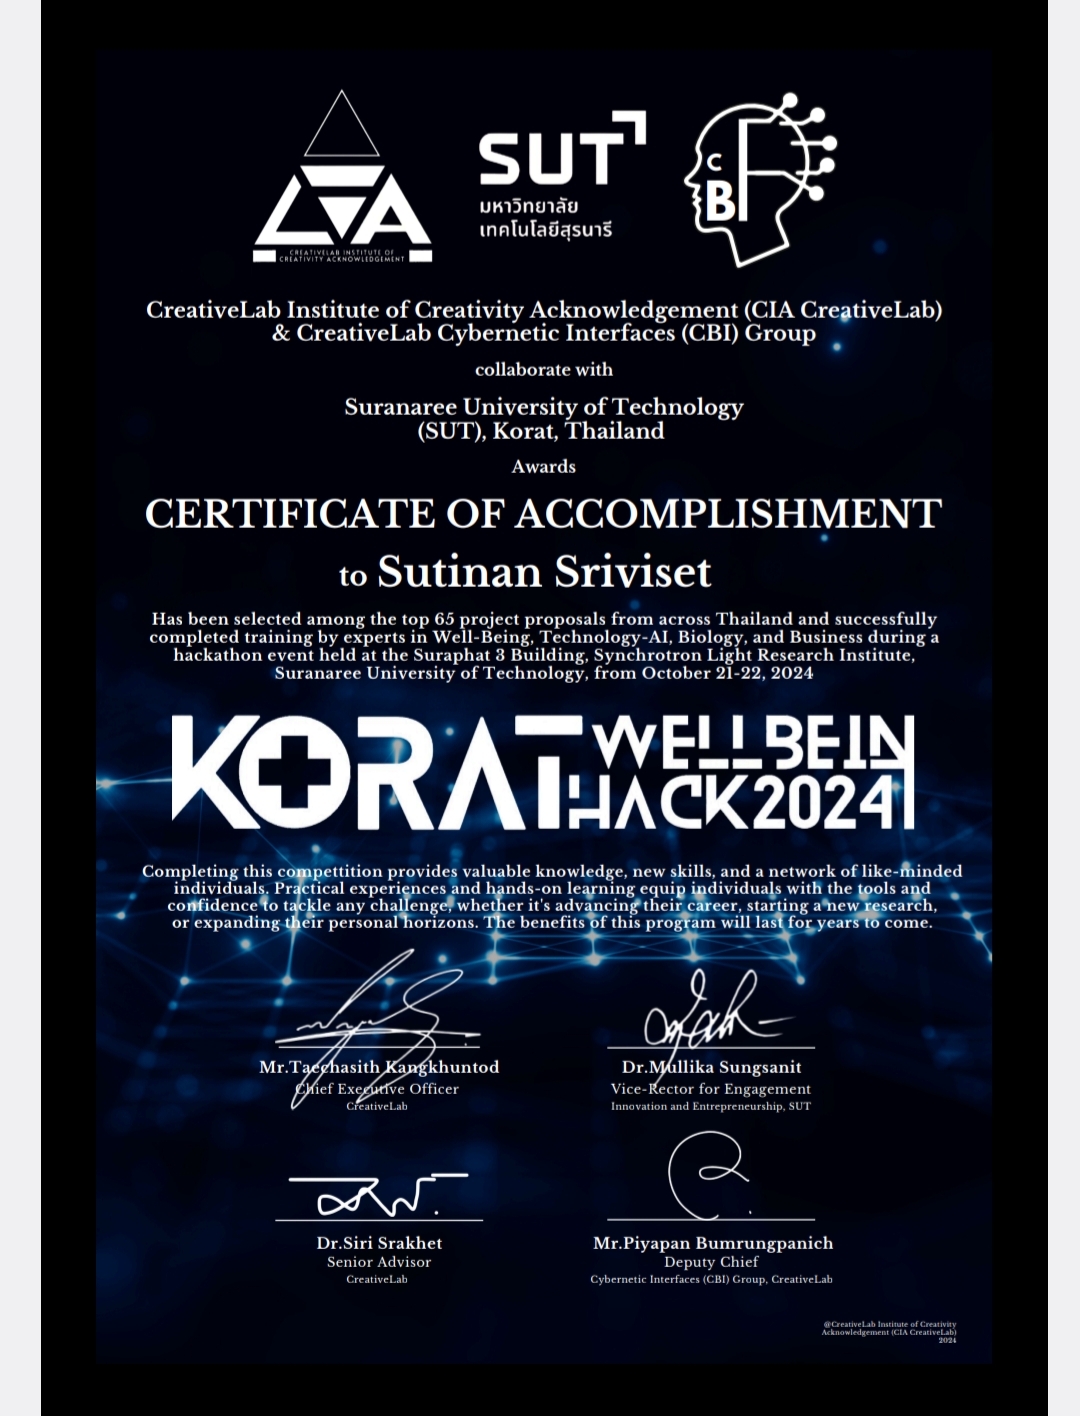 CIA
CREATIVELAB INSTITUTE OF
CREATIVITY ACKNOWLEDGEMENT
SUT
มหาวิทยาลัย
เทคโนโลยีสุรนารี
C
B
F
CreativeLab Institute of Creativity Acknowledgement (CIA CreativeLab)
& CreativeLab Cybernetic Interfaces (CBI) Group
collaborate with
Suranaree University of Technology
(SUT), Korat, Thailand
Awards
CERTIFICATE OF ACCOMPLISHMENT
to Sutinan Sriviset
Has been selected among the top 65 project proposals from across Thailand and successfully
completed training by experts in Well-Being, Technology-AI, Biology, and Business during a
hackathon event held at the Suraphat 3 Building, Synchrotron Light Research Institute,
Suranaree University of Technology, from October 21-22, 2024
KORAT WELLBEIN
HACK2024
Completing this compettition provides valuable knowledge, new skills, and a network of like-minded
individuals. Practical experiences and hands-on learning equip individuals with the tools and
confidence to tackle any challenge, whether it's advancing their career, starting a new research,
or expanding their personal horizons. The benefits of this program will last for years to come.
Mr.Taechasith Kangkhuntod
Chief Executive Officer
CreativeLab
Dr.Mullika Sungsanit
Vice-Rector for Engagement
Innovation and Entrepreneurship, SUT
Dr.Siri Srakhet
Senior Advisor
CreativeLab
Mr.Piyapan Bumrungpanich
Deputy Chief
Cybernetic Interfaces (CBI) Group, CreativeLab
@CreativeLab Institute of Creativity
Acknowledgement (CIA CreativeLab)
2024